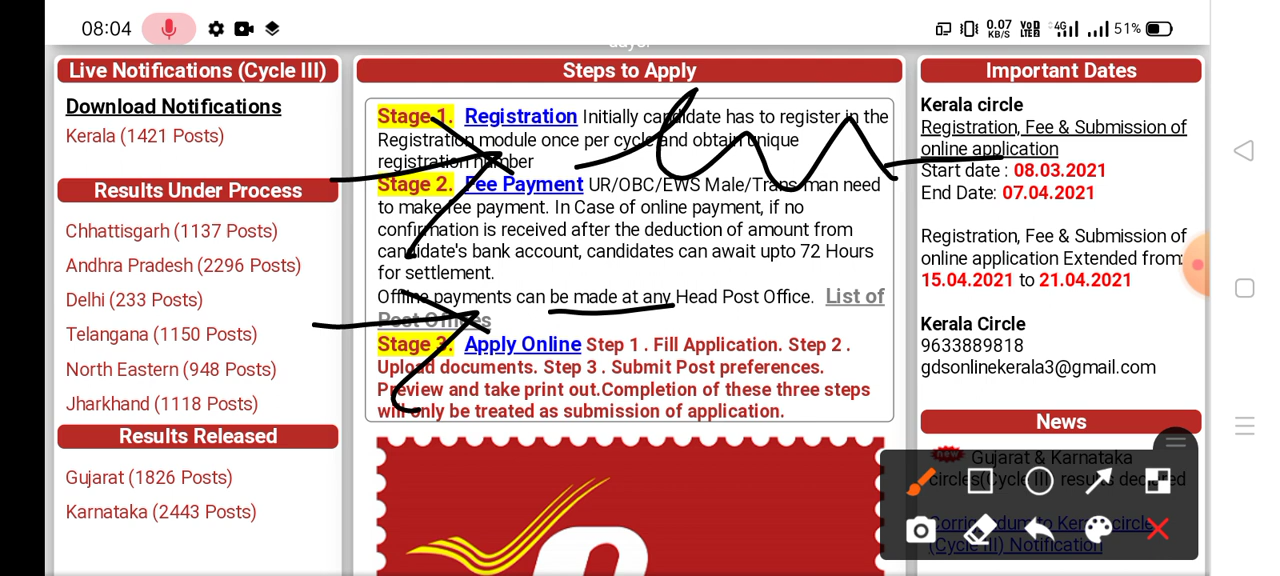 08:04
0.07 KB/S
4G
51%
days.
Live Notifications (Cycle III)
Download Notifications
Kerala (1421 Posts)
Results Under Process
Chhattisgarh (1137 Posts)
Andhra Pradesh (2296 Posts)
Delhi (233 Posts)
Telangana (1150 Posts)
North Eastern (948 Posts)
Jharkhand (1118 Posts)
Results Released
Gujarat (1826 Posts)
Karnataka (2443 Posts)
Steps to Apply
Stage 1. Registration Initially candidate has to register in the
Registration module once per cycle and obtain unique
registration number
Stage 2. Fee Payment UR/OBC/EWS Male/Trans-man need
to make fee payment. In Case of online payment, if no
confirmation is received after the deduction of amount from
candidate's bank account, candidates can await upto 72 Hours
for settlement.
Offline payments can be made at any Head Post Office. List of
Post Offices
Stage 3. Apply Online Step 1 . Fill Application. Step 2 .
Upload documents. Step 3 . Submit Post preferences.
Preview and take print out.Completion of these three steps
will only be treated as submission of application.
Important Dates
Kerala circle
Registration, Fee & Submission of
online application
Start date : 08.03.2021
End Date: 07.04.2021
Registration, Fee & Submission of
online application Extended from:
15.04.2021 to 21.04.2021
Kerala Circle
9633889818
gdsonlinekerala3@gmail.com
News
new Gujarat & Karnataka
circles(Cycle III) results declared
Corrigendum to Kerala circle
(Cycle III) Notification